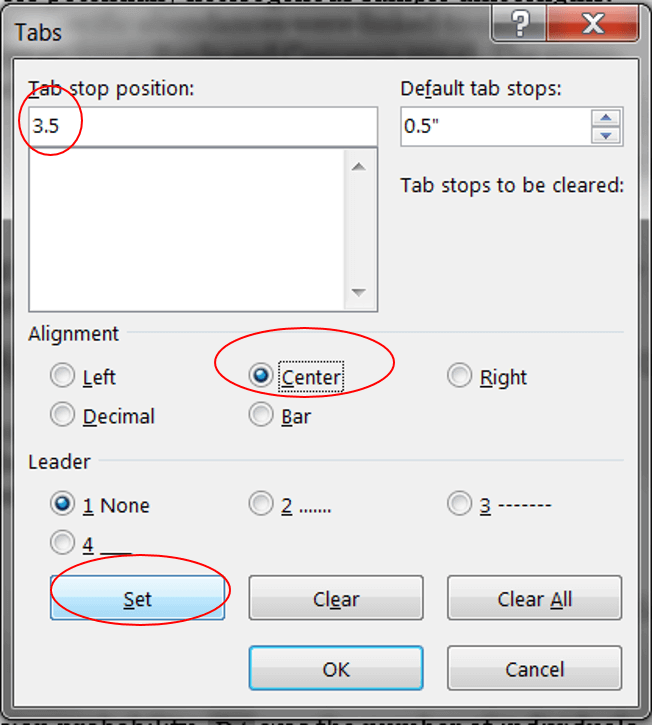 Tabs
?
X
Tab stop position:
Default tab stops:
3.5
0.5"
Tab stops to be cleared:
Alignment
Left
Center
Right
Decimal
Bar
Leader
1 None
2 .......
3 -------
4 ___
Set
Clear
Clear All
OK
Cancel